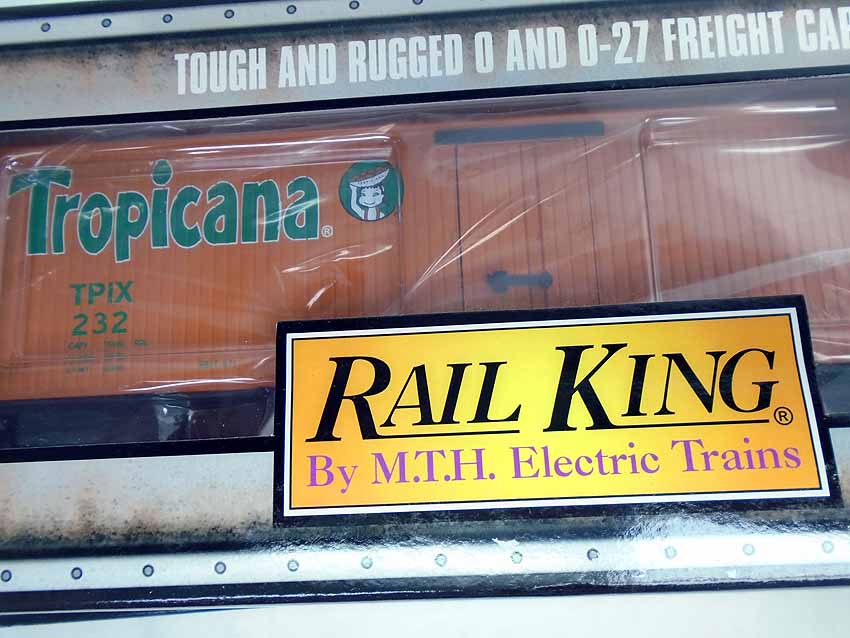 TOUGH AND RUGGED O AND O-27 FREIGHT CAR
Tropicana®
TPIX
232
RAIL KING®
By M.T.H. Electric Trains